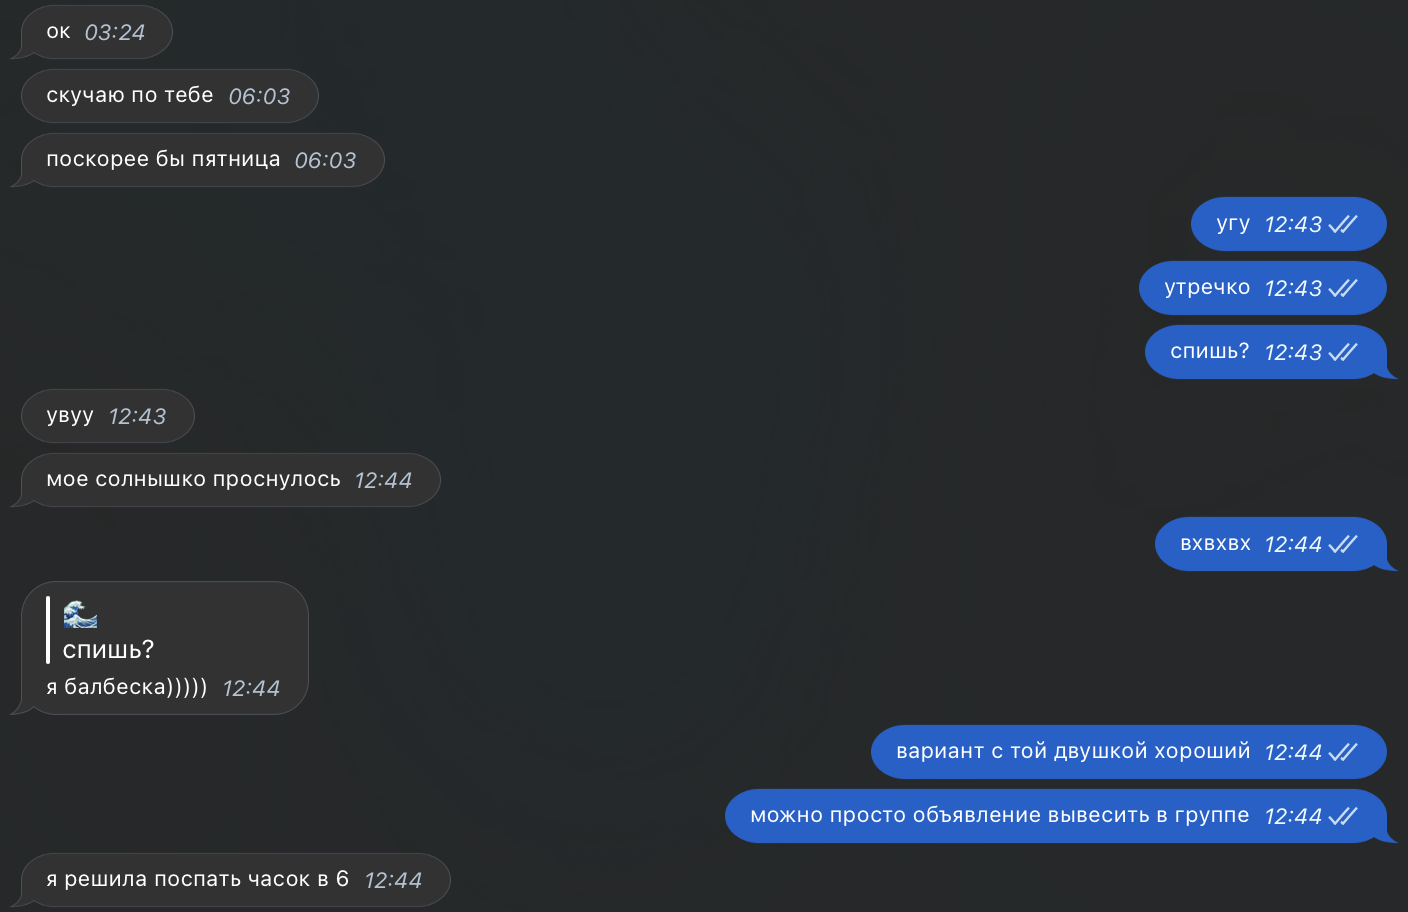 ок 03:24
скучаю по тебе 06:03
поскорее бы пятница 06:03
угу 12:43
утречко 12:43
спишь? 12:43
увуу 12:43
мое солнышко проснулось 12:44
вхвхвх 12:44
🌊
спишь?
я балбеска))))) 12:44
вариант с той двушкой хороший 12:44
можно просто объявление вывесить в группе 12:44
я решила поспать часок в 6 12:44